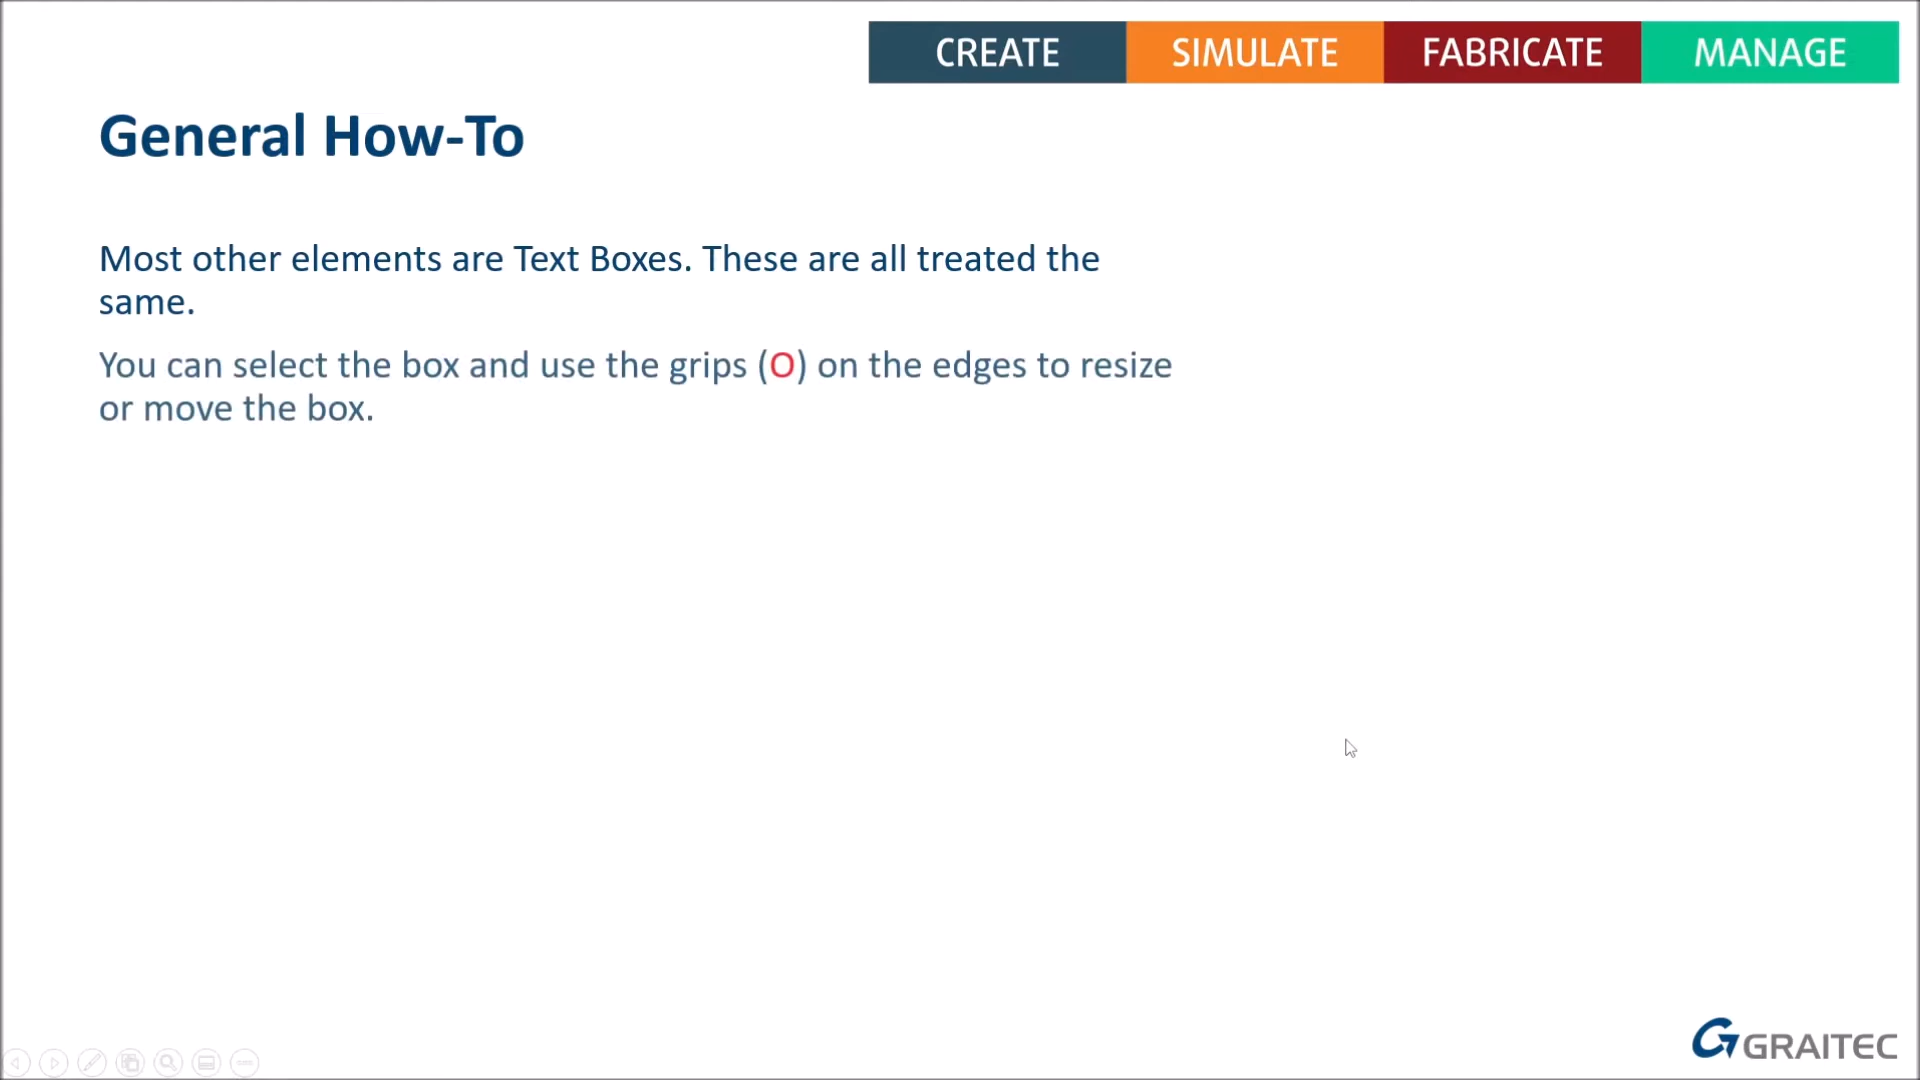 CREATE SIMULATE FABRICATE MANAGE
General How-To
Most other elements are Text Boxes. These are all treated the
same.
You can select the box and use the grips (O) on the edges to resize
or move the box.
GRAITEC